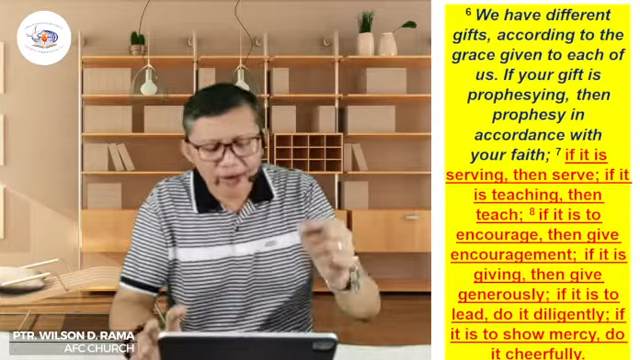 6 We have different
gifts, according to the
grace given to each of
us. If your gift is
prophesying, then
prophesy in
accordance with
your faith; 7 if it is
serving, then serve; if it
is teaching, then
teach; 8 if it is to
encourage, then give
encouragement; if it is
giving, then give
generously; if it is to
lead, do it diligently; if
it is to show mercy, do
it cheerfully.
PTR. WILSON D. RAMA
AFC CHURCH